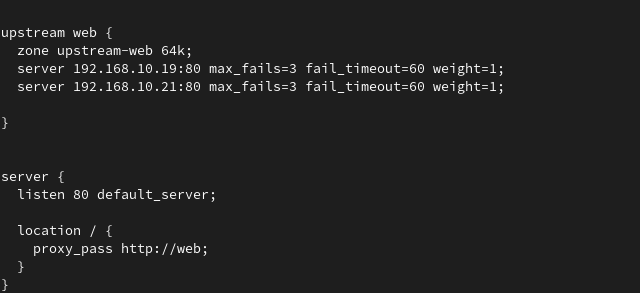 upstream web {
  zone upstream-web 64k;
  server 192.168.10.19:80 max_fails=3 fail_timeout=60 weight=1;
  server 192.168.10.21:80 max_fails=3 fail_timeout=60 weight=1;
}
server {
  listen 80 default_server;
  location / {
    proxy_pass http://web;
  }
}